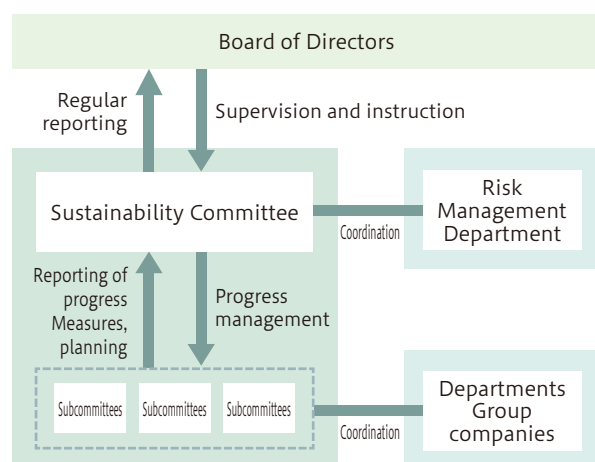 Board of Directors
Regular
reporting
Supervision and instruction
Sustainability Committee
Coordination
Risk
Management
Department
Reporting of
progress
Measures,
planning
Progress
management
Subcommittees
Subcommittees
Subcommittees
Coordination
Departments
Group
companies